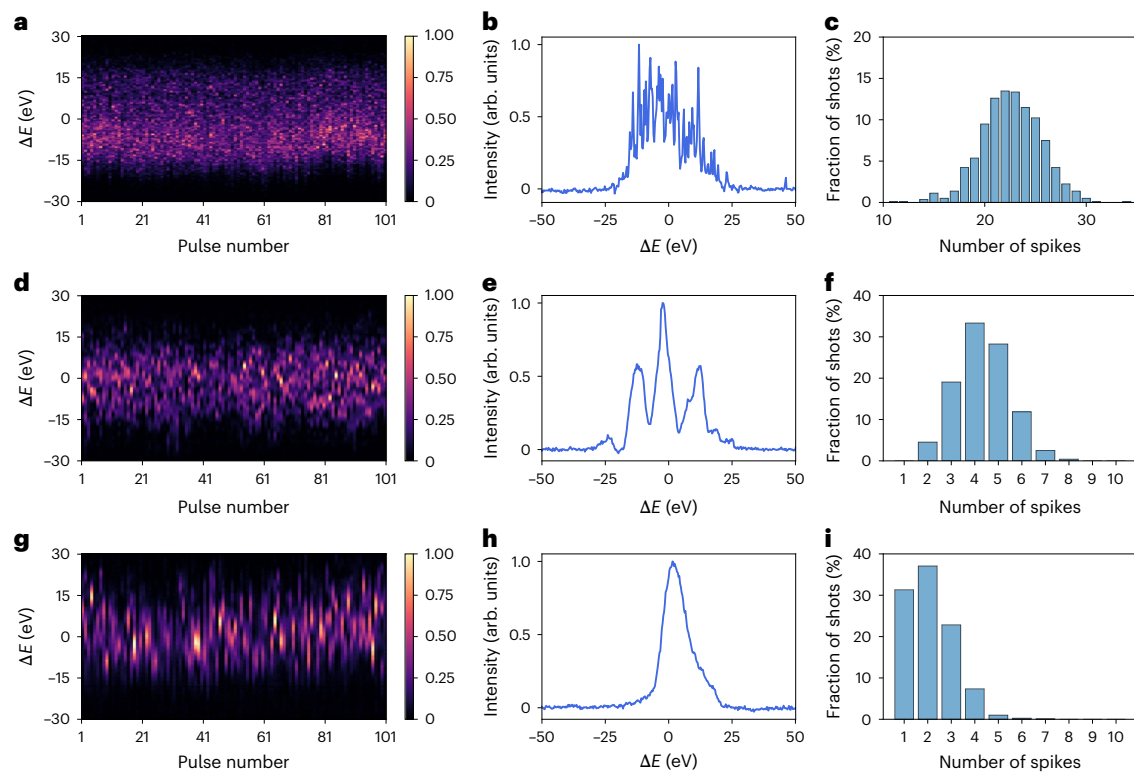 a
30
15
0
−15
−30
ΔE (eV)
1 21 41 61 81 101
Pulse number
1.00
0.75
0.50
0.25
0
b
1.0
0.5
0
Intensity (arb. units)
−50 −25 0 25 50
ΔE (eV)
c
20
15
10
5
0
Fraction of shots (%)
10 20 30
Number of spikes
d
30
15
0
−15
−30
ΔE (eV)
1 21 41 61 81 101
Pulse number
1.00
0.75
0.50
0.25
0
e
1.0
0.5
0
Intensity (arb. units)
−50 −25 0 25 50
ΔE (eV)
f
40
30
20
10
0
Fraction of shots (%)
1 2 3 4 5 6 7 8 9 10
Number of spikes
g
30
15
0
−15
−30
ΔE (eV)
1 21 41 61 81 101
Pulse number
1.00
0.75
0.50
0.25
0
h
1.0
0.5
0
Intensity (arb. units)
−50 −25 0 25 50
ΔE (eV)
i
40
30
20
10
0
Fraction of shots (%)
1 2 3 4 5 6 7 8 9 10
Number of spikes